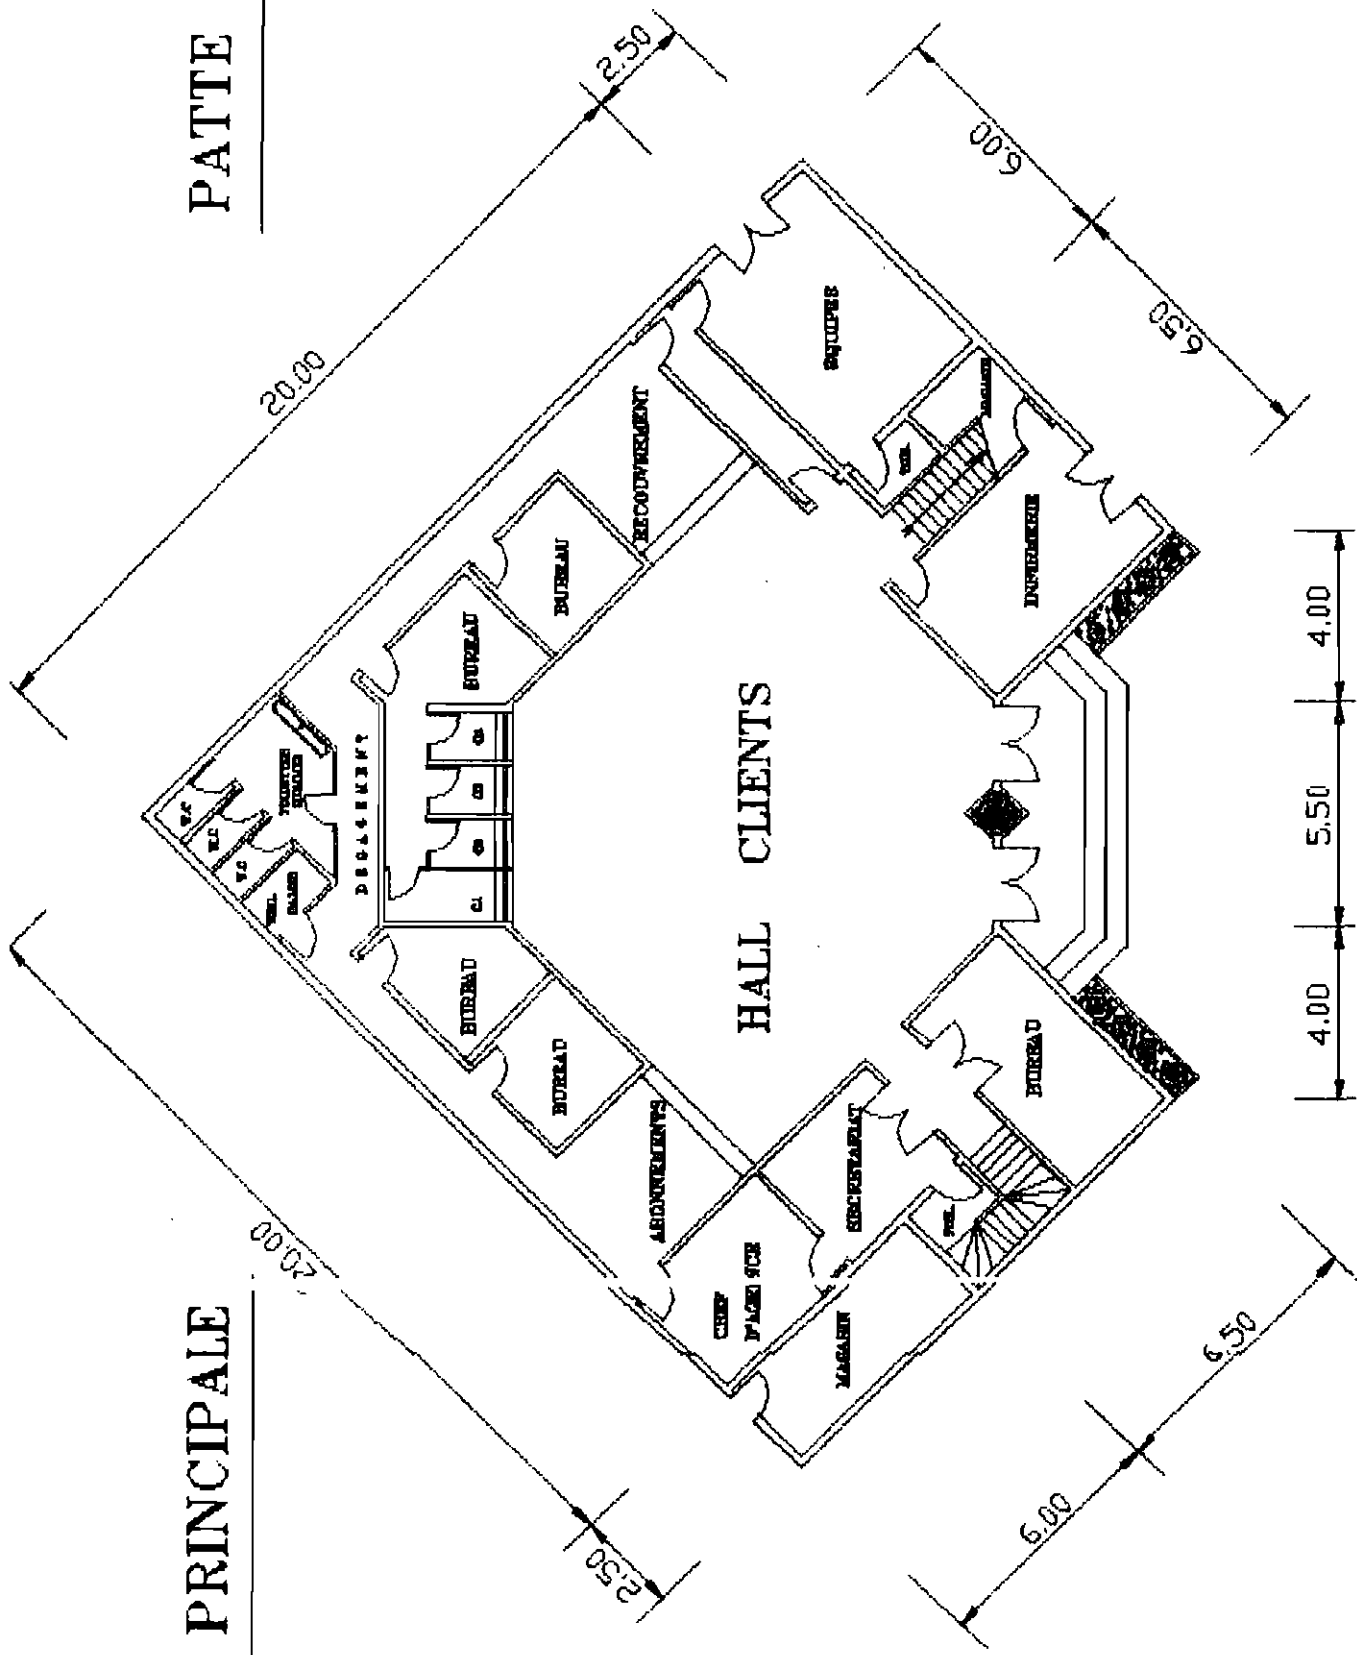 PATTE
PRINCIPALE
2.50
20.00
6.00
6.50
4.00
5.50
4.00
6.50
6.00
2.50
20.00
W.C
W.C
W.C
DEGAGEMENT
C1
BUREAU
BUREAU
RECOUVREMENT
EQUIPES
INFIRMERIE
HALL CLIENTS
BUREAU
BUREAU
ABONNEMENTS
CHEF
SECRETARIAT
MAGASIN
BUREAU